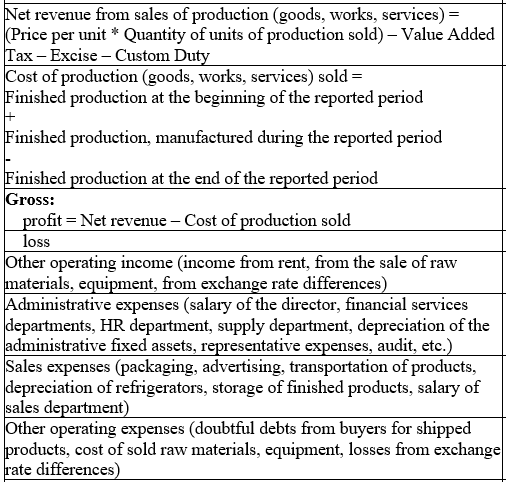 Net revenue from sales of production (goods, works, services) =
(Price per unit * Quantity of units of production sold) – Value Added
Tax – Excise – Custom Duty
Cost of production (goods, works, services) sold =
Finished production at the beginning of the reported period
+
Finished production, manufactured during the reported period
-
Finished production at the end of the reported period
Gross:
profit = Net revenue – Cost of production sold
loss
Other operating income (income from rent, from the sale of raw
materials, equipment, from exchange rate differences)
Administrative expenses (salary of the director, financial services
departments, HR department, supply department, depreciation of the
administrative fixed assets, representative expenses, audit, etc.)
Sales expenses (packaging, advertising, transportation of products,
depreciation of refrigerators, storage of finished products, salary of
sales department)
Other operating expenses (doubtful debts from buyers for shipped
products, cost of sold raw materials, equipment, losses from exchange
rate differences)